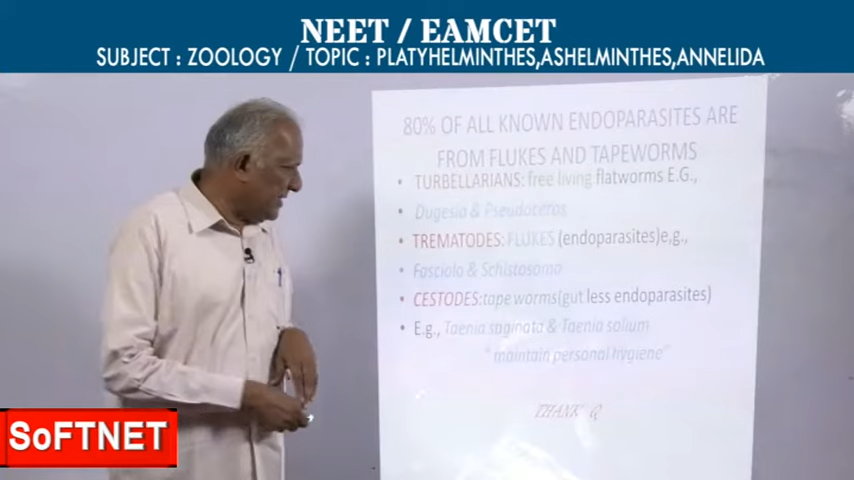 NEET / EAMCET
SUBJECT : ZOOLOGY / TOPIC : PLATYHELMINTHES,ASHELMINTHES,ANNELIDA
80% OF ALL KNOWN ENDOPARASITES ARE
FROM FLUKES AND TAPEWORMS
• TURBELLARIANS: free living flatworms E.G.,
• Dugesia & Pseudoceros
• TREMATODES: FLUKES (endoparasites)e,g.,
• Fasciola & Schistosoma
• CESTODES:tape worms(gut less endoparasites)
• E.g., Taenia saginata & Taenia solium
"maintain personal hygiene"
THANK Q
SoFTNET